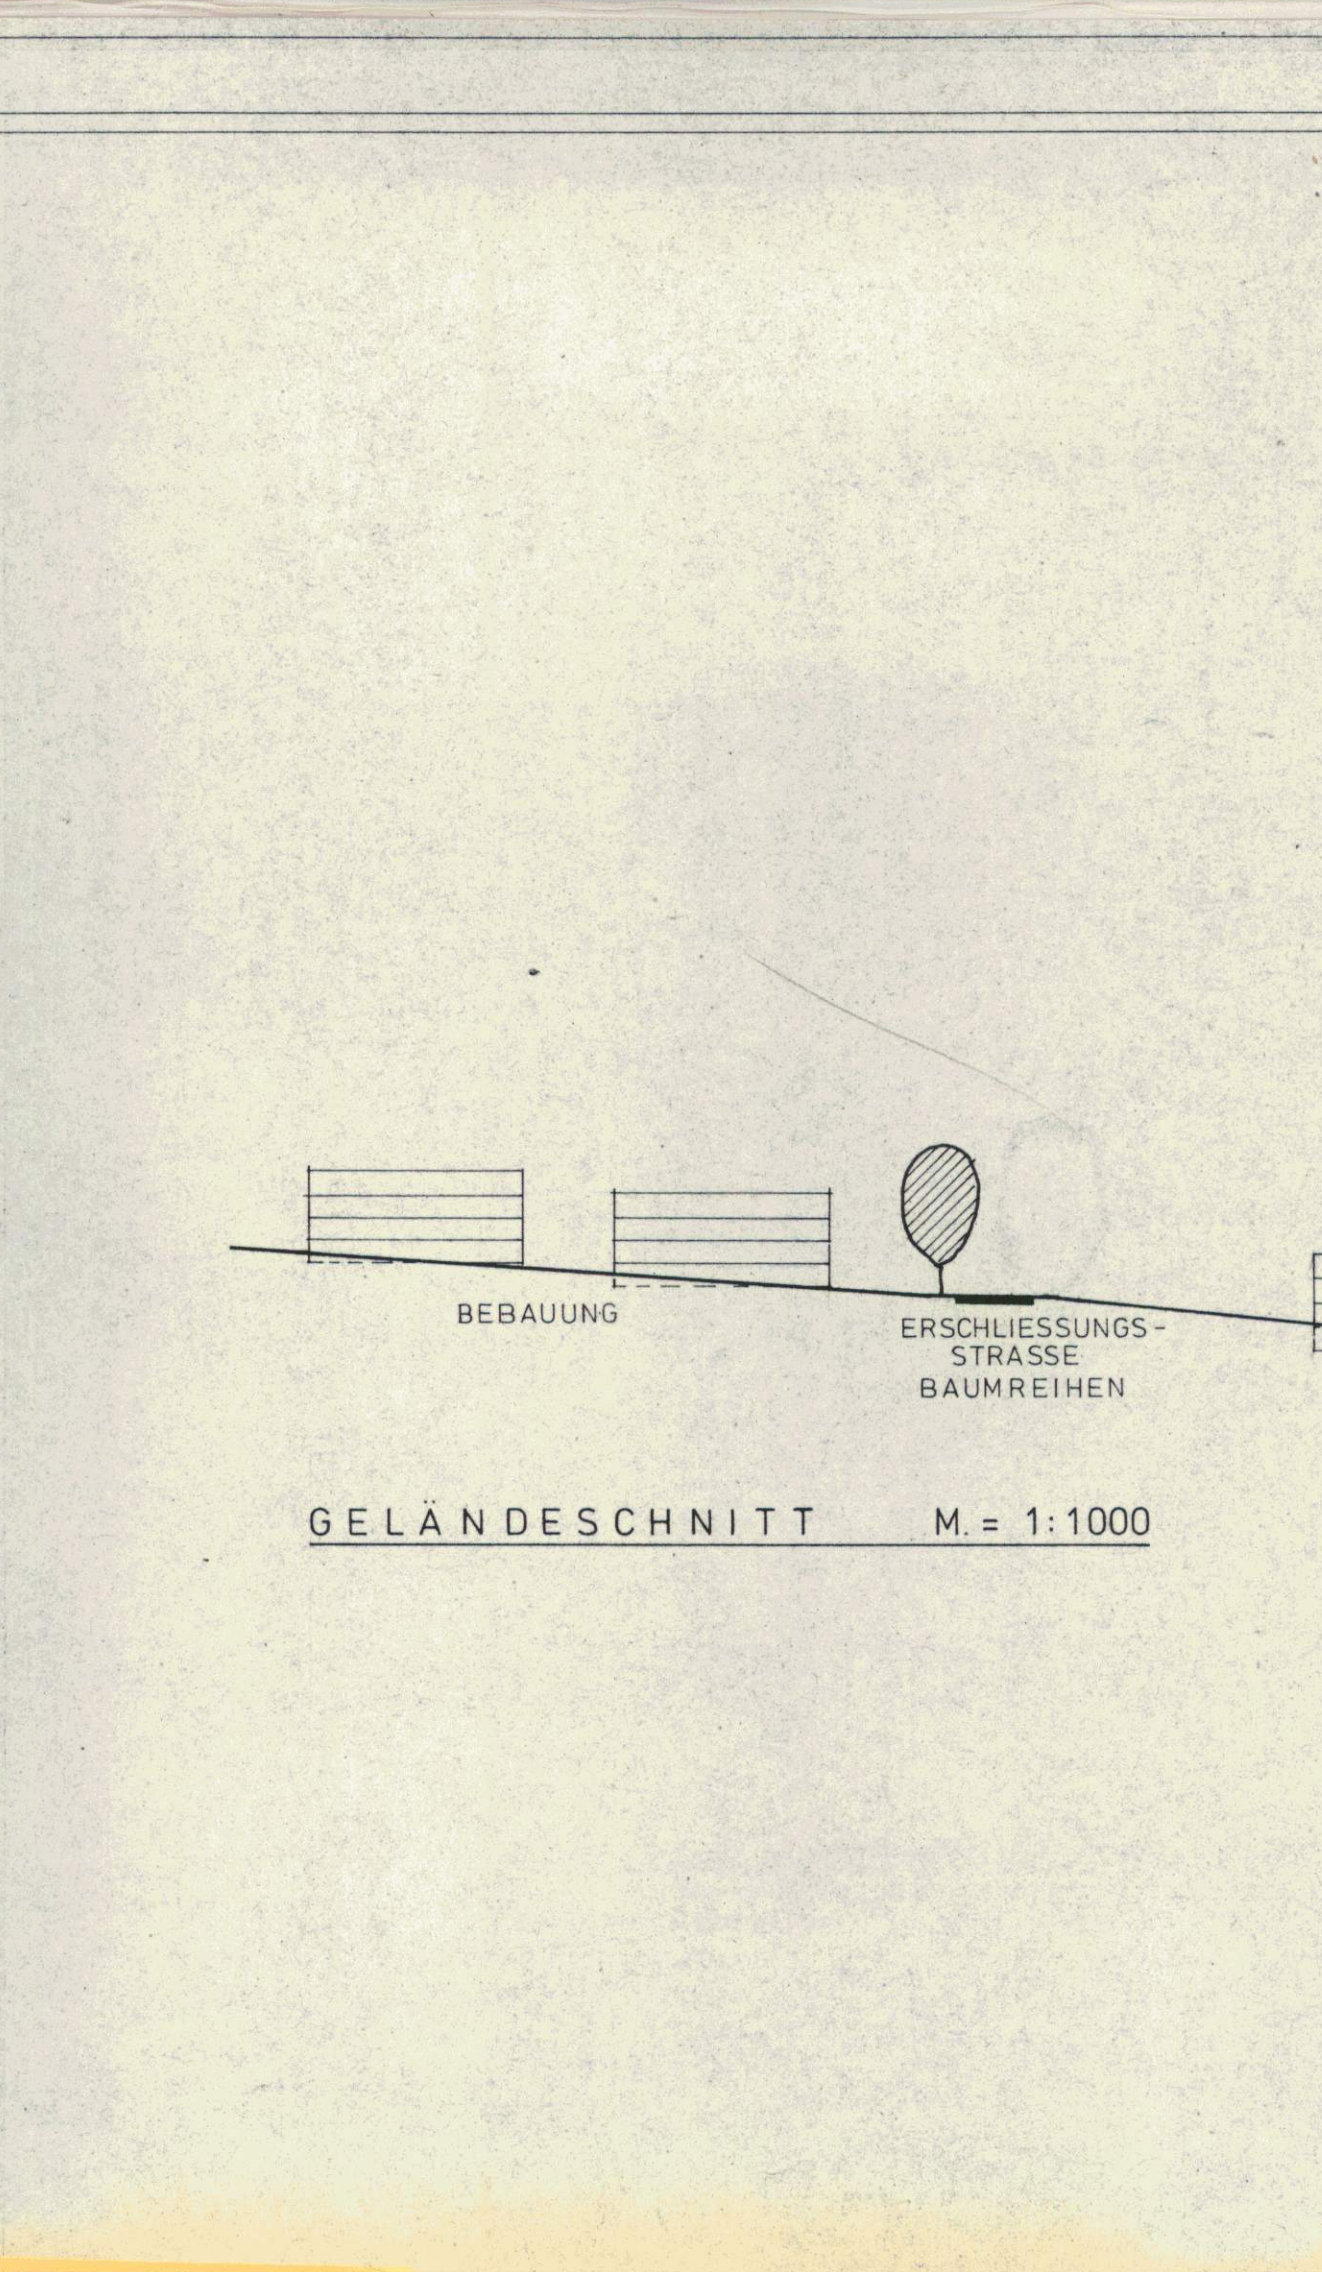 BEBAUUNG
ERSCHLIESSUNGS-
STRASSE
BAUMREIHEN
GELÄNDESCHNITT M. = 1:1000